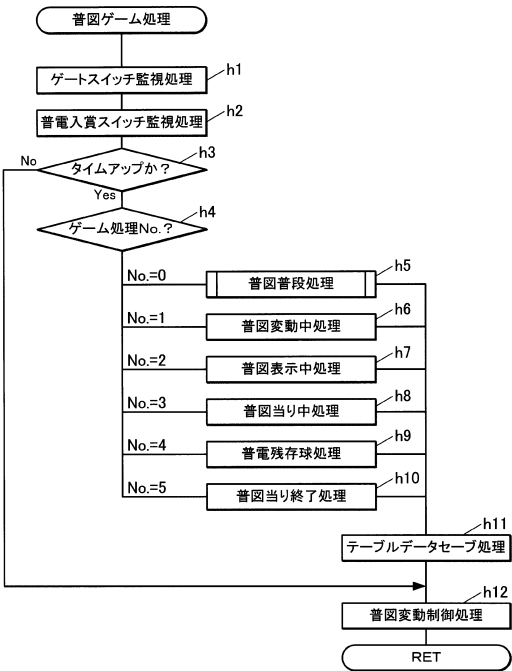 普図ゲーム処理
ゲートスイッチ監視処理
h1
普電入賞スイッチ監視処理
h2
タイムアップか？
h3
No
Yes
ゲーム処理No.？
h4
No.=0
普図普段処理
h5
No.=1
普図変動中処理
h6
No.=2
普図表示中処理
h7
No.=3
普図当り中処理
h8
No.=4
普電残存球処理
h9
No.=5
普図当り終了処理
h10
テーブルデータセーブ処理
h11
普図変動制御処理
h12
RET